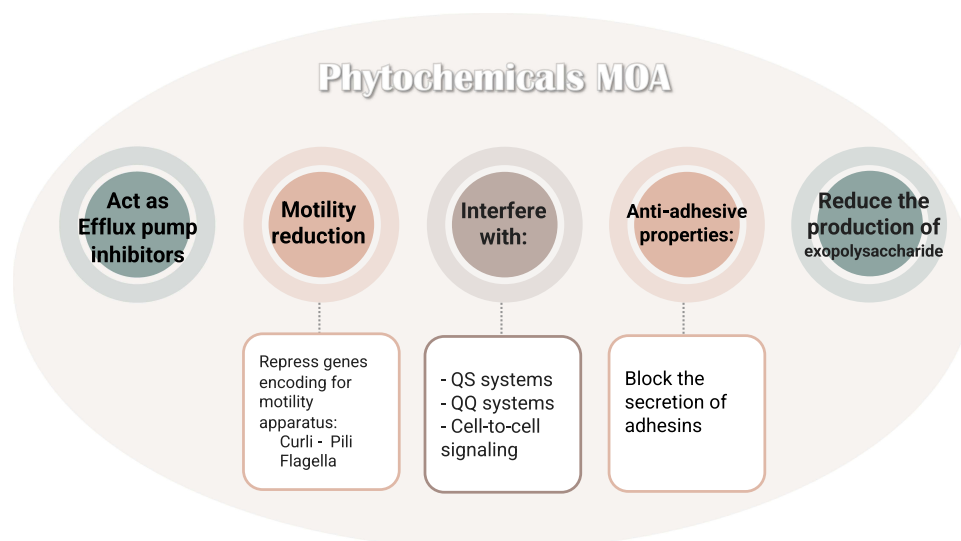 Phytochemicals MOA
Act as
Efflux pump
inhibitors
Motility
reduction
Interfere
with:
Anti-adhesive
properties:
Reduce the
production of
exopolysaccharide
Repress genes
encoding for
motility
apparatus:
Curli - Pili
Flagella
- QS systems
- QQ systems
- Cell-to-cell
signaling
Block the
secretion of
adhesins